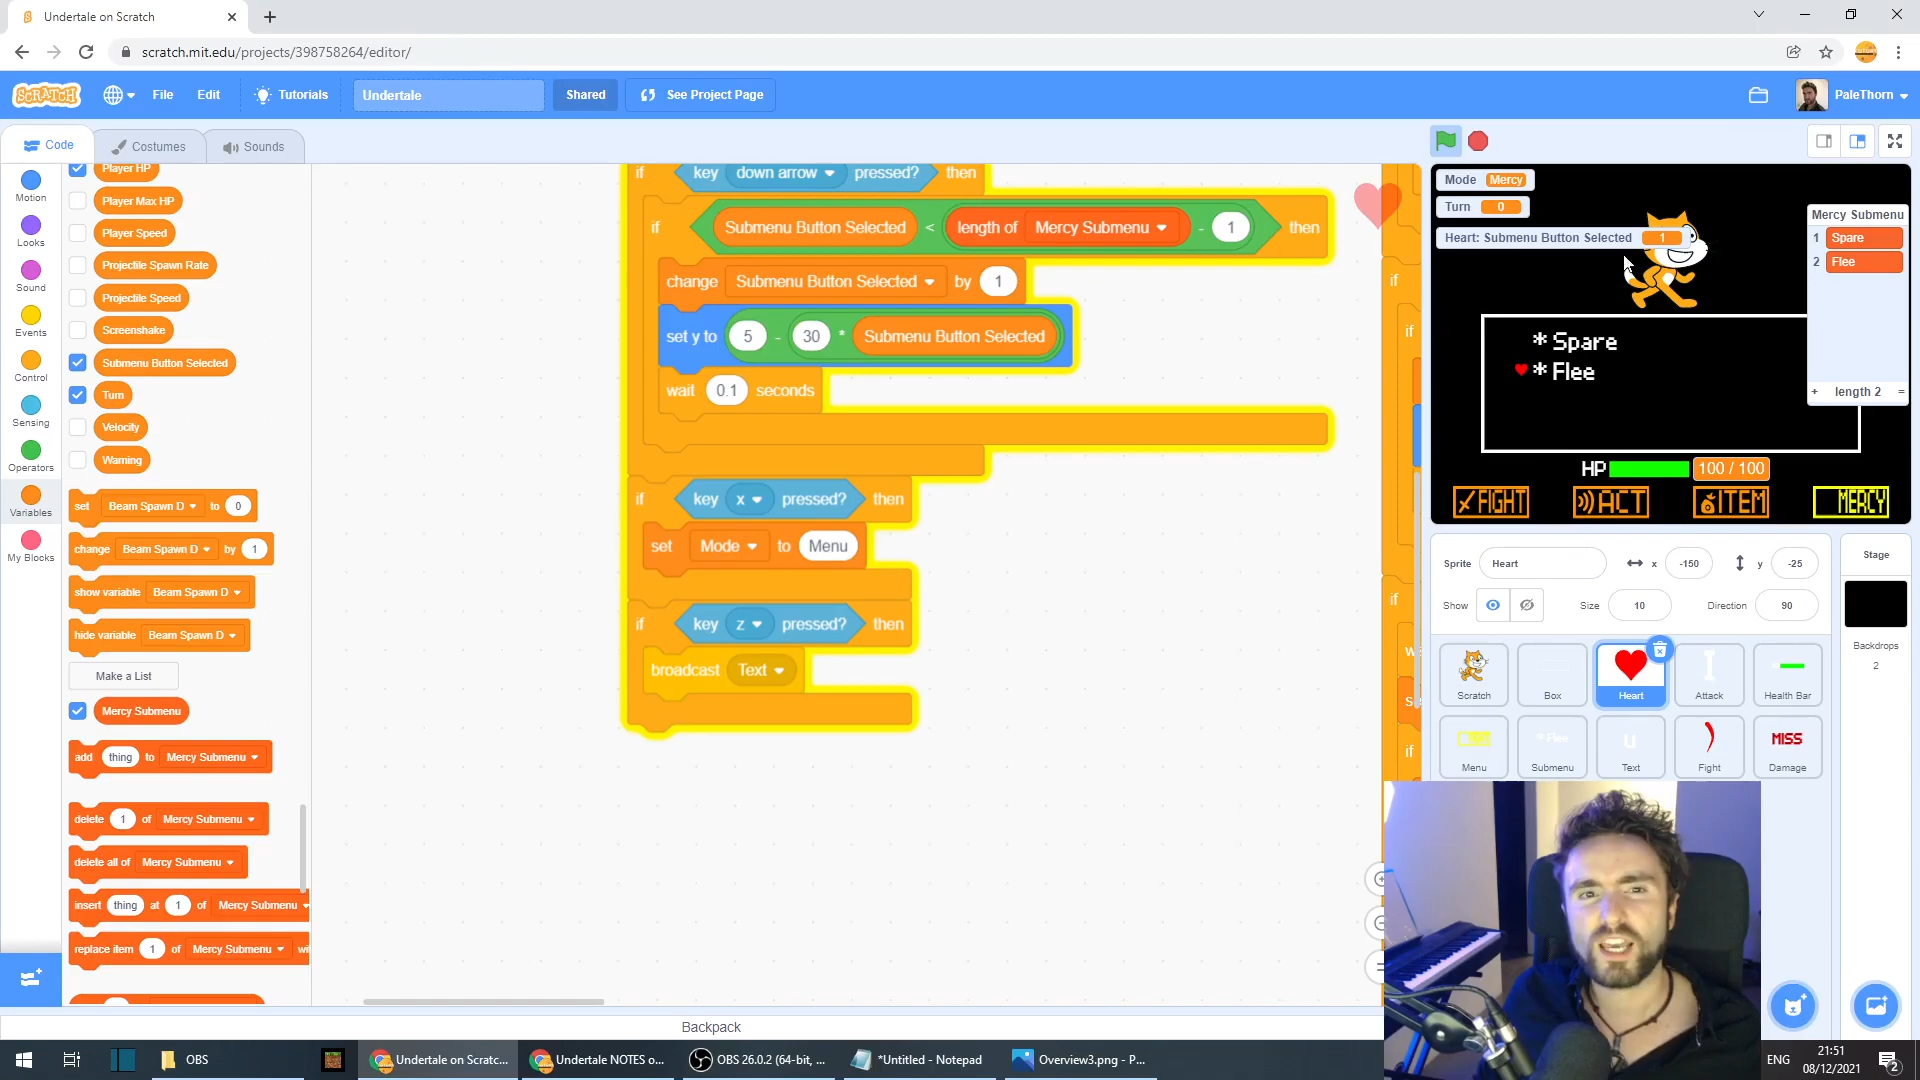 Undertale on Scratch
scratch.mit.edu/projects/398758264/editor/
SCRATCH
File
Edit
Tutorials
Undertale
Shared
See Project Page
PaleThorn
Code
Costumes
Sounds
Motion
Looks
Sound
Events
Control
Sensing
Operators
Variables
My Blocks
Player HP
Player Max HP
Player Speed
Projectile Spawn Rate
Projectile Speed
Screenshake
Submenu Button Selected
Turn
Velocity
Warning
set Beam Spawn D to 0
change Beam Spawn D by 1
show variable Beam Spawn D
hide variable Beam Spawn D
Make a List
Mercy Submenu
add thing to Mercy Submenu
delete 1 of Mercy Submenu
delete all of Mercy Submenu
insert thing at 1 of Mercy Submenu
replace item 1 of Mercy Submenu wi
if key down arrow pressed? then
if Submenu Button Selected < length of Mercy Submenu - 1 then
change Submenu Button Selected by 1
set y to 5 - 30 * Submenu Button Selected
wait 0.1 seconds
if key x pressed? then
set Mode to Menu
if key z pressed? then
broadcast Text
if
if
if
if
Backpack
Mode Mercy
Turn 0
Heart: Submenu Button Selected 1
Mercy Submenu
1 Spare
2 Flee
+ length 2 =
* Spare
* Flee
HP 100 / 100
FIGHT
ACT
ITEM
MERCY
Sprite Heart x -150 y -25
Show Size 10 Direction 90
Scratch
Box
Heart
Attack
Health Bar
Menu
* Flee
Submenu
U
Text
Fight
MISS
Damage
Stage
Backdrops
2
OBS
Undertale on Scratc...
Undertale NOTES o...
OBS 26.0.2 (64-bit, ...
*Untitled - Notepad
Overview3.png - P...
ENG
21:51
08/12/2021
2